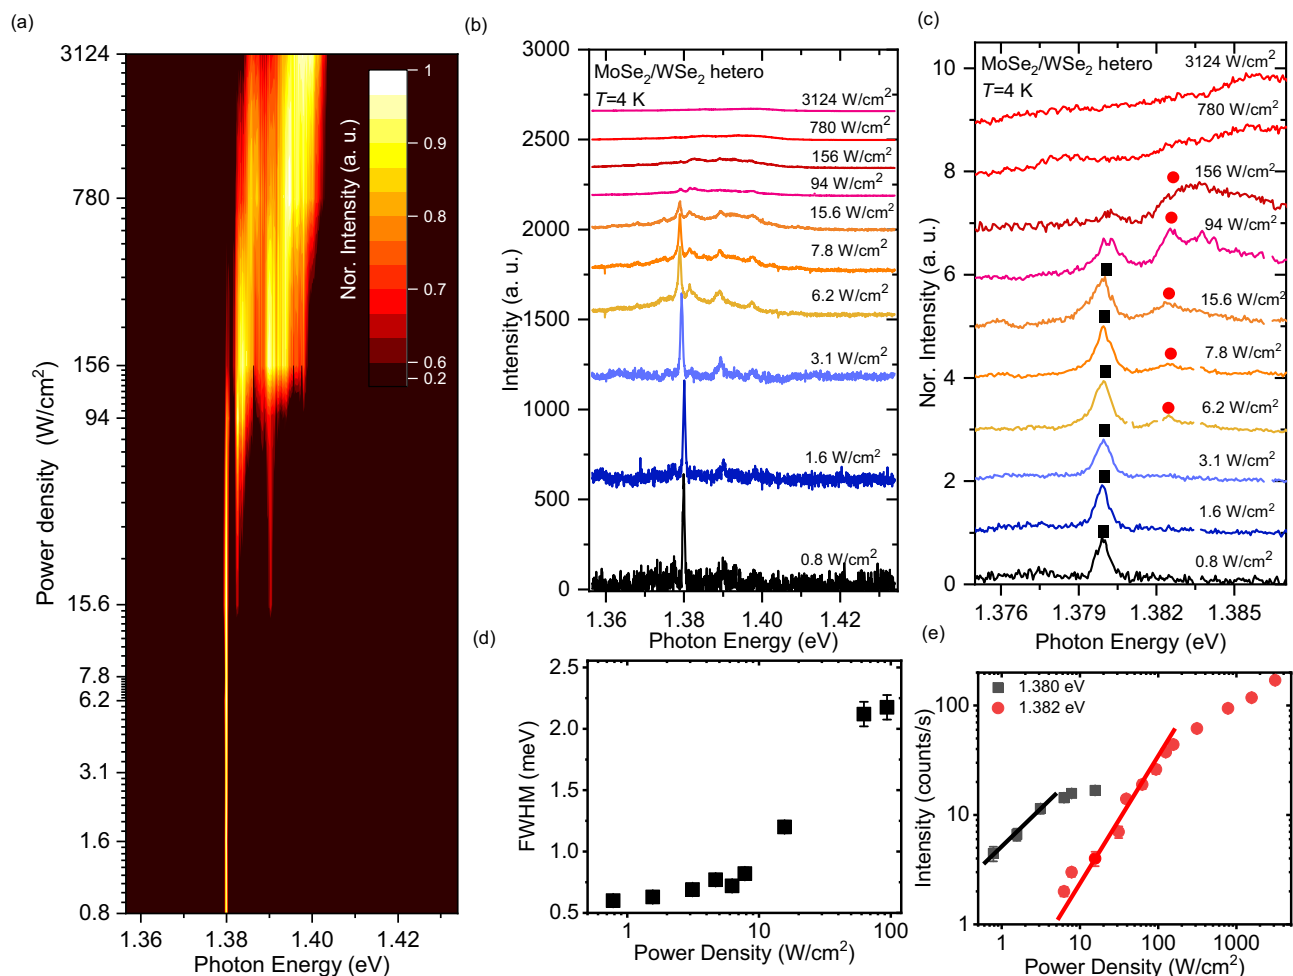 (a)
3124
780
156
94
15.6
7.8
6.2
3.1
1.6
0.8
Power density (W/cm²)
1.36
1.38
1.40
1.42
Photon Energy (eV)
Nor. Intensity (a. u.)
1
0.9
0.8
0.7
0.6
0.2
(b)
MoSe₂/WSe₂ hetero
T=4 K
3124 W/cm²
780 W/cm²
156 W/cm²
94 W/cm²
15.6 W/cm²
7.8 W/cm²
6.2 W/cm²
3.1 W/cm²
1.6 W/cm²
0.8 W/cm²
3000
2500
2000
1500
1000
500
0
Intensity (a. u.)
1.36
1.38
1.40
1.42
Photon Energy (eV)
(c)
MoSe₂/WSe₂ hetero
T=4 K
3124 W/cm²
780 W/cm²
156 W/cm²
94 W/cm²
15.6 W/cm²
7.8 W/cm²
6.2 W/cm²
3.1 W/cm²
1.6 W/cm²
0.8 W/cm²
10
8
6
4
2
0
Nor. Intensity (a. u.)
1.376
1.380
1.382
1.385
Photon Energy (eV)
(d)
2.5
2.0
1.5
1.0
0.5
FWHM (meV)
1
10
100
Power Density (W/cm²)
(e)
1.380 eV
1.382 eV
100
10
1
Intensity (counts/s)
1
10
100
1000
Power Density (W/cm²)